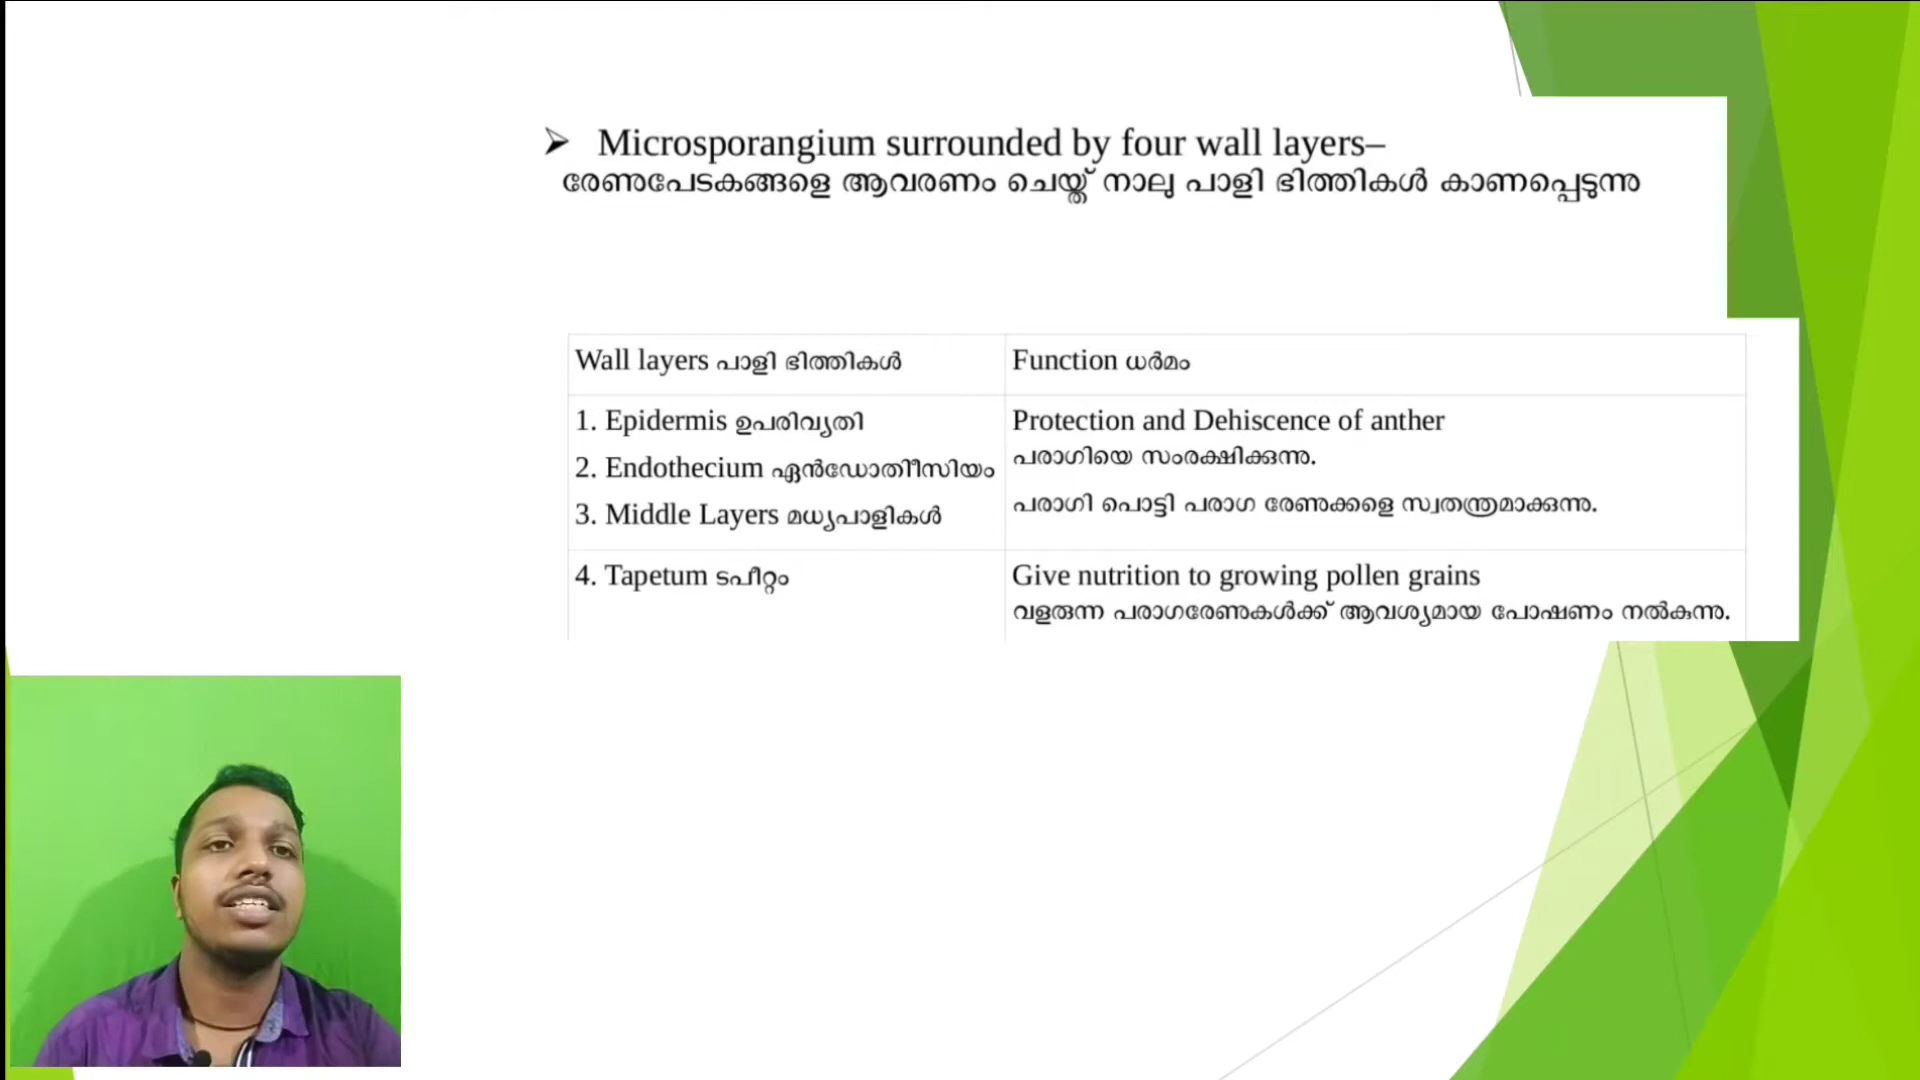 ➢ Microsporangium surrounded by four wall layers–
രേണുപേടകങ്ങളെ ആവരണം ചെയ്ത് നാലു പാളി ഭിത്തികൾ കാണപ്പെടുന്നു
Wall layers പാളി ഭിത്തികൾ
Function ധർമം
1. Epidermis ഉപരിവൃതി
2. Endothecium ഏൻഡോതീസിയം
3. Middle Layers മധ്യപാളികൾ
Protection and Dehiscence of anther
പരാഗിയെ സംരക്ഷിക്കുന്നു.
പരാഗി പൊട്ടി പരാഗ രേണുക്കളെ സ്വതന്ത്രമാക്കുന്നു.
4. Tapetum ടപീറ്റം
Give nutrition to growing pollen grains
വളരുന്ന പരാഗരേണുകൾക്ക് ആവശ്യമായ പോഷണം നൽകുന്നു.